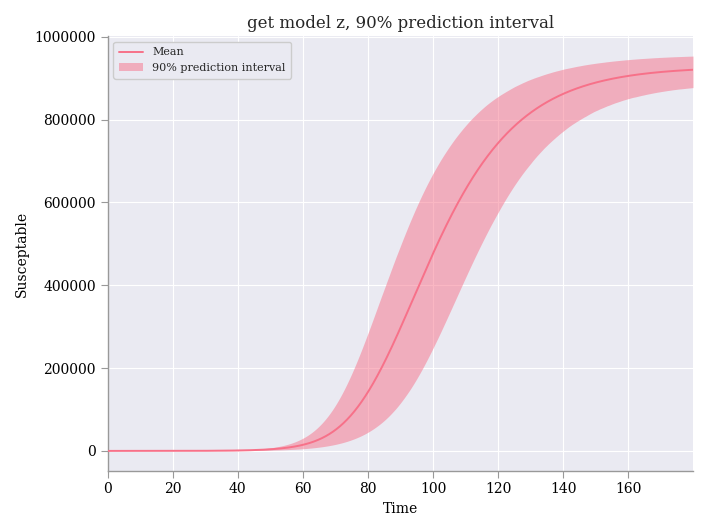 get model z, 90% prediction interval
Mean
90% prediction interval
1000000
800000
600000
400000
200000
0
Susceptable
0 20 40 60 80 100 120 140 160
Time